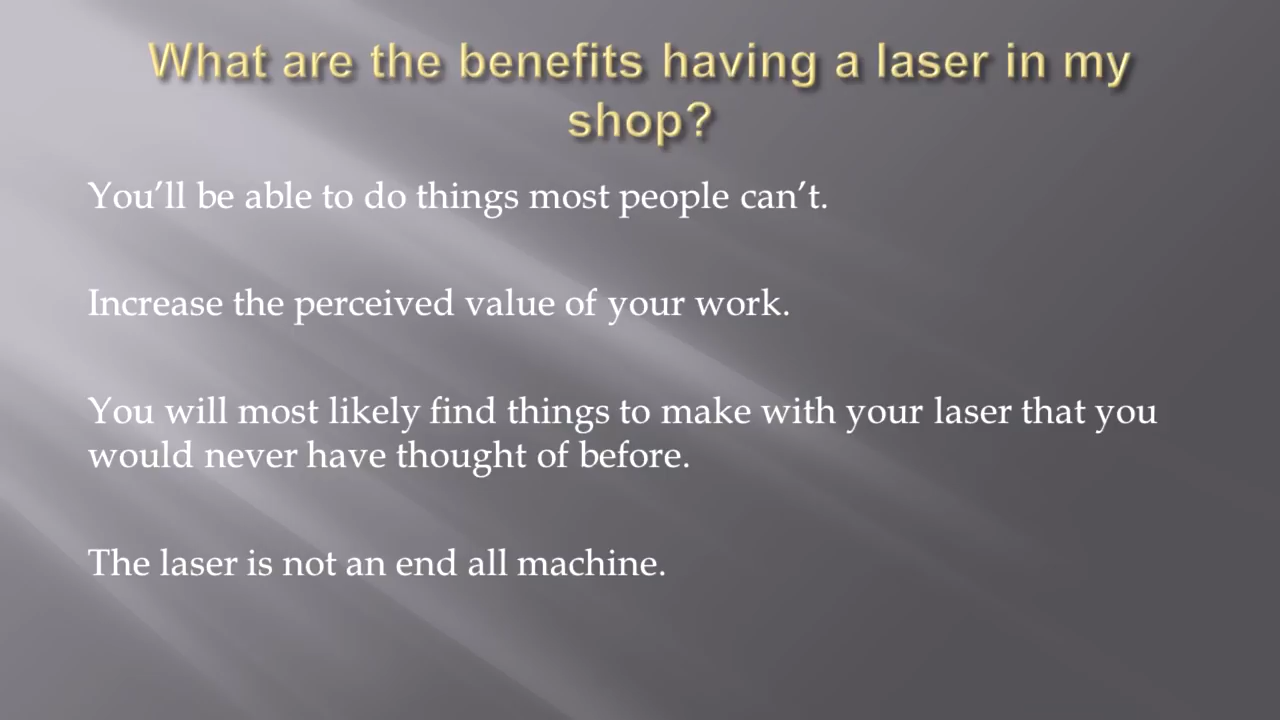 What are the benefits having a laser in my
shop?
You’ll be able to do things most people can’t.
Increase the perceived value of your work.
You will most likely find things to make with your laser that you
would never have thought of before.
The laser is not an end all machine.